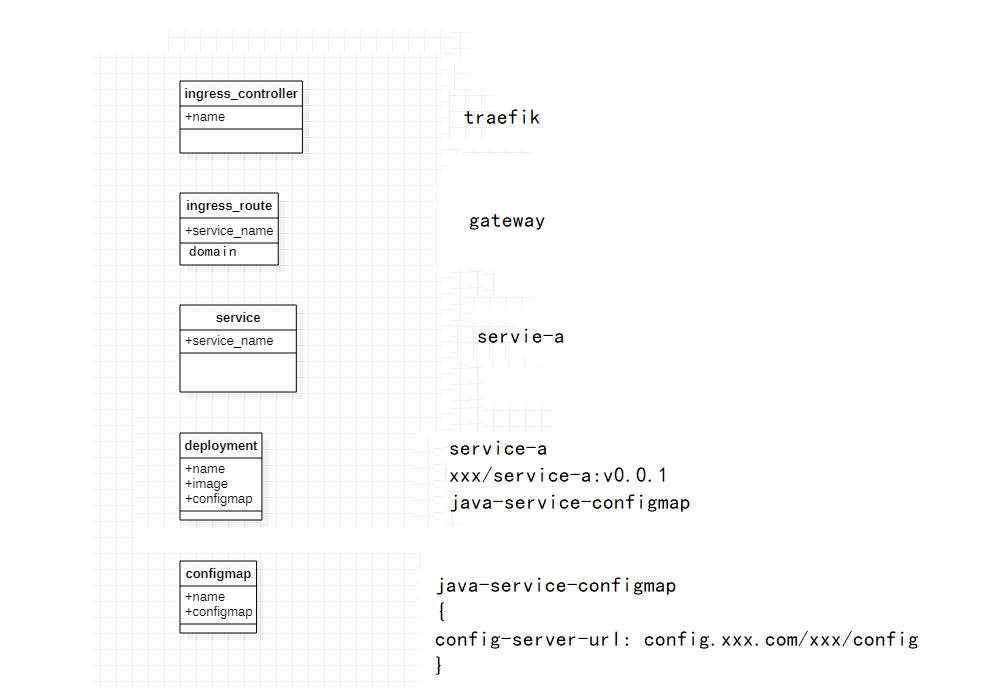 ingress_controller
+name
traefik
ingress_route
+service_name
domain
gateway
service
+service_name
servie-a
deployment
+name
+image
+configmap
service-a
xxx/service-a:v0.0.1
java-service-configmap
configmap
+name
+configmap
java-service-configmap
{
config-server-url: config.xxx.com/xxx/config
}